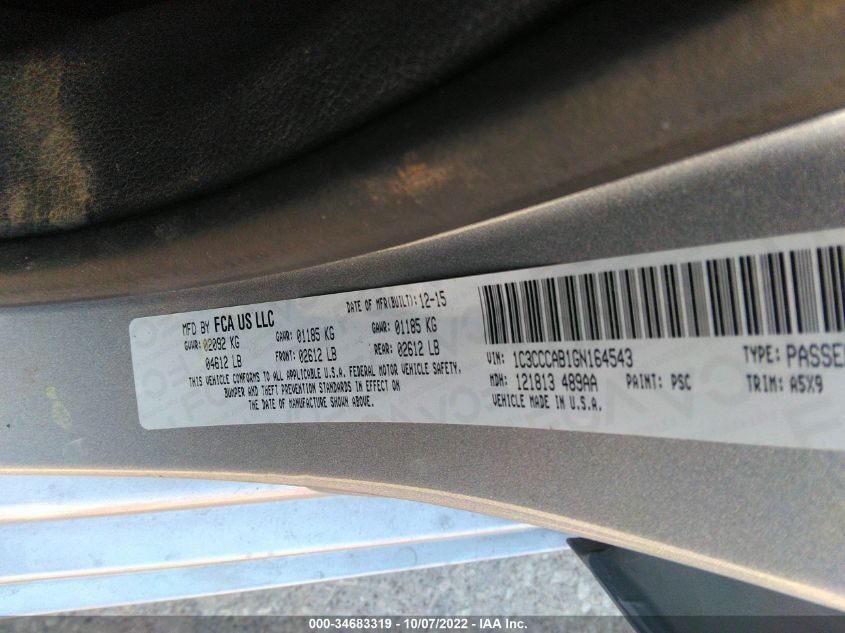 MFD BY FCA US LLC
DATE OF MFR(BUILT): 12-15
GVWR: 02092 KG
04612 LB
GAWR: 01185 KG
FRONT: 02612 LB
GAWR: 01185 KG
REAR: 02612 LB
THIS VEHICLE CONFORMS TO ALL APPLICABLE U.S.A. FEDERAL MOTOR VEHICLE SAFETY,
BUMPER AND THEFT PREVENTION STANDARDS IN EFFECT ON
THE DATE OF MANUFACTURE SHOWN ABOVE.
VIN: 1C3CCCAB1GN164543
TYPE: PASSE
MDH: 121813 489AA
PAINT: PSC
TRIM: A5X9
VEHICLE MADE IN U.S.A.
000-34683319 | 10/07/2022 - IAA Inc.